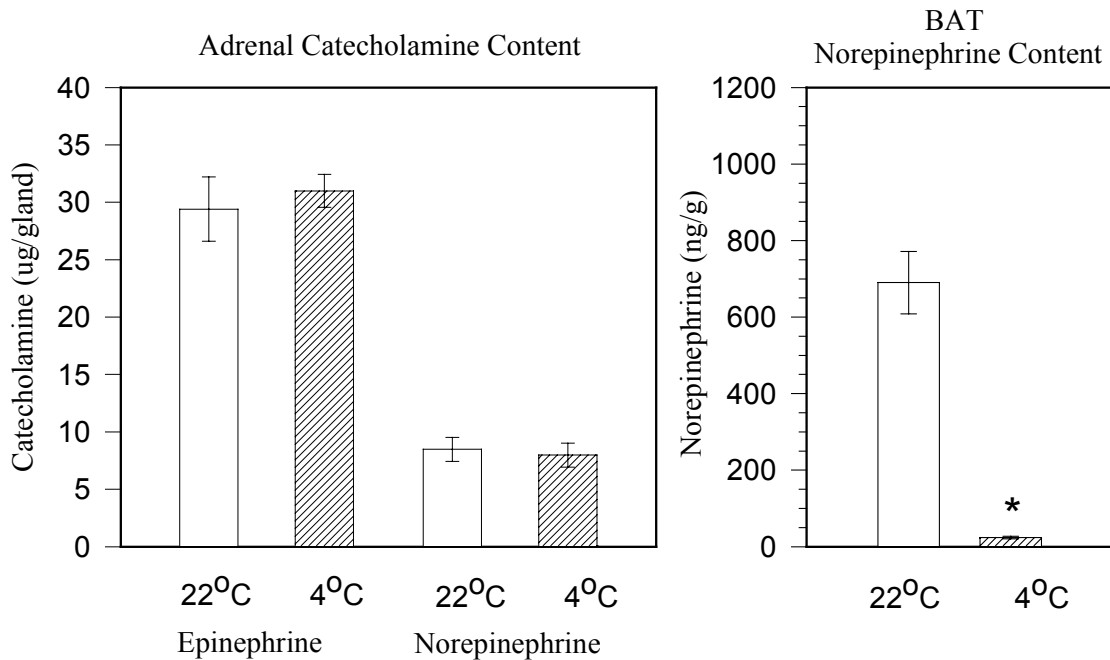 Adrenal Catecholamine Content
Catecholamine (ug/gland)
40
35
30
25
20
15
10
5
0
22°C
4°C
22°C
4°C
Epinephrine
Norepinephrine
BAT
Norepinephrine Content
Norepinephrine (ng/g)
1200
1000
800
600
400
200
0
*
22°C
4°C